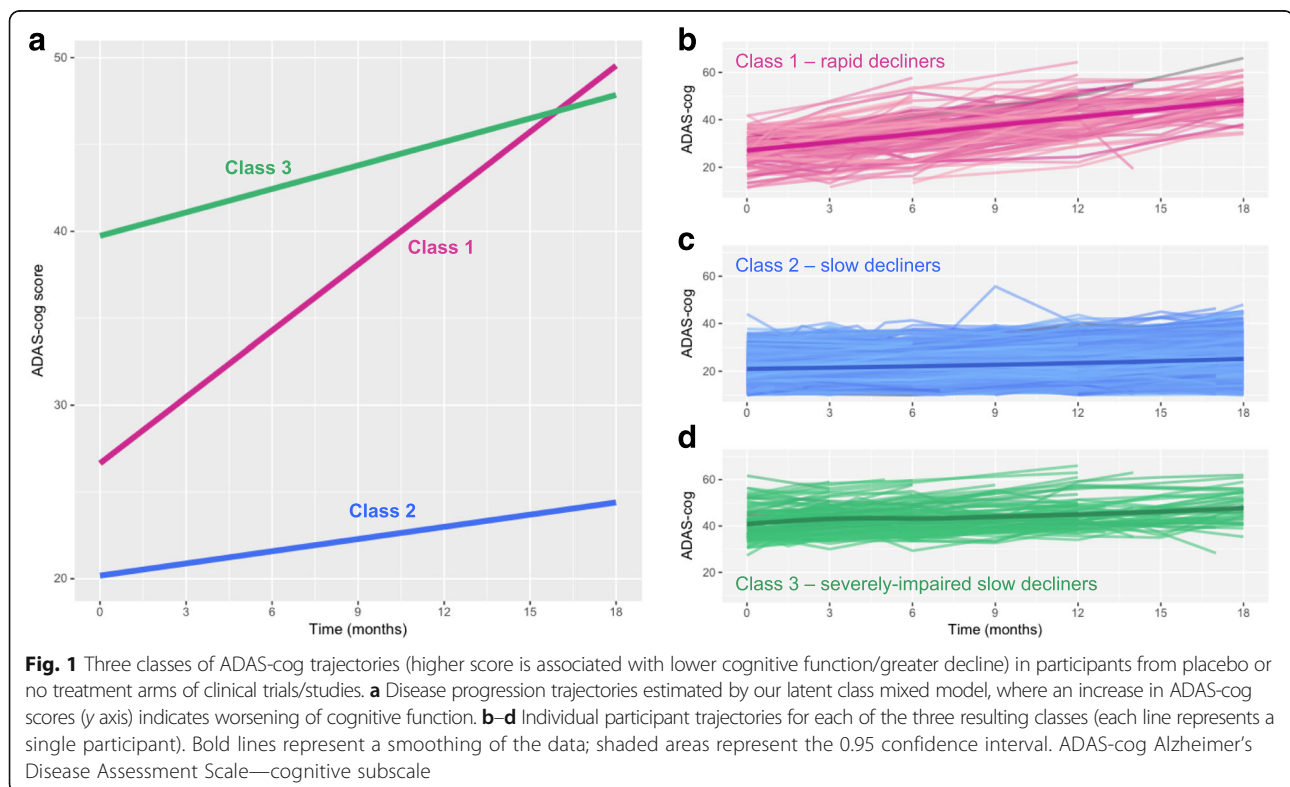 a
50
40
30
20
ADAS-cog score
Class 3
Class 1
Class 2
0 3 6 9 12 15 18
Time (months)
b
Class 1 – rapid decliners
60
40
20
ADAS-cog
0 3 6 9 12 15 18
c
Class 2 – slow decliners
60
40
20
ADAS-cog
0 3 6 9 12 15 18
d
60
40
20
ADAS-cog
Class 3 – severely-impaired slow decliners
0 3 6 9 12 15 18
Time (months)
Fig. 1 Three classes of ADAS-cog trajectories (higher score is associated with lower cognitive function/greater decline) in participants from placebo or
no treatment arms of clinical trials/studies. a Disease progression trajectories estimated by our latent class mixed model, where an increase in ADAS-cog
scores (y axis) indicates worsening of cognitive function. b–d Individual participant trajectories for each of the three resulting classes (each line represents a
single participant). Bold lines represent a smoothing of the data; shaded areas represent the 0.95 confidence interval. ADAS-cog Alzheimer's
Disease Assessment Scale—cognitive subscale